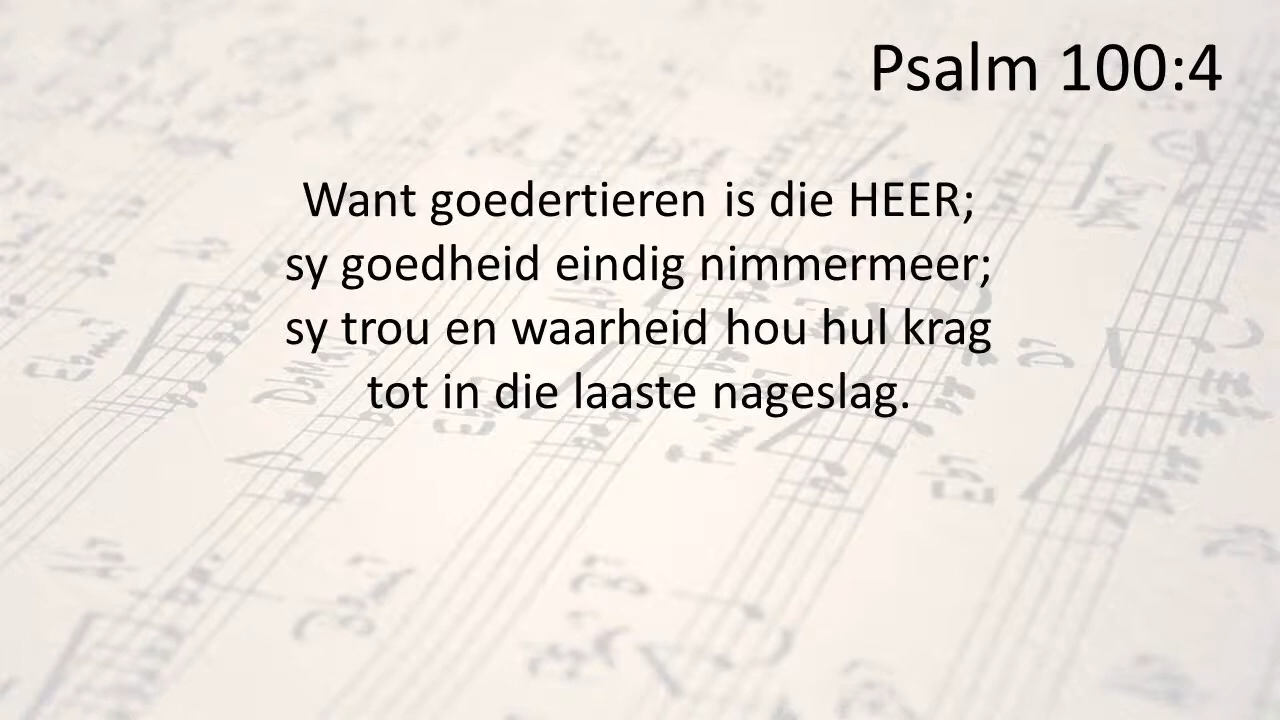 Psalm 100:4
Want goedertieren is die HEER;
sy goedheid eindig nimmermeer;
sy trou en waarheid hou hul krag
tot in die laaste nageslag.